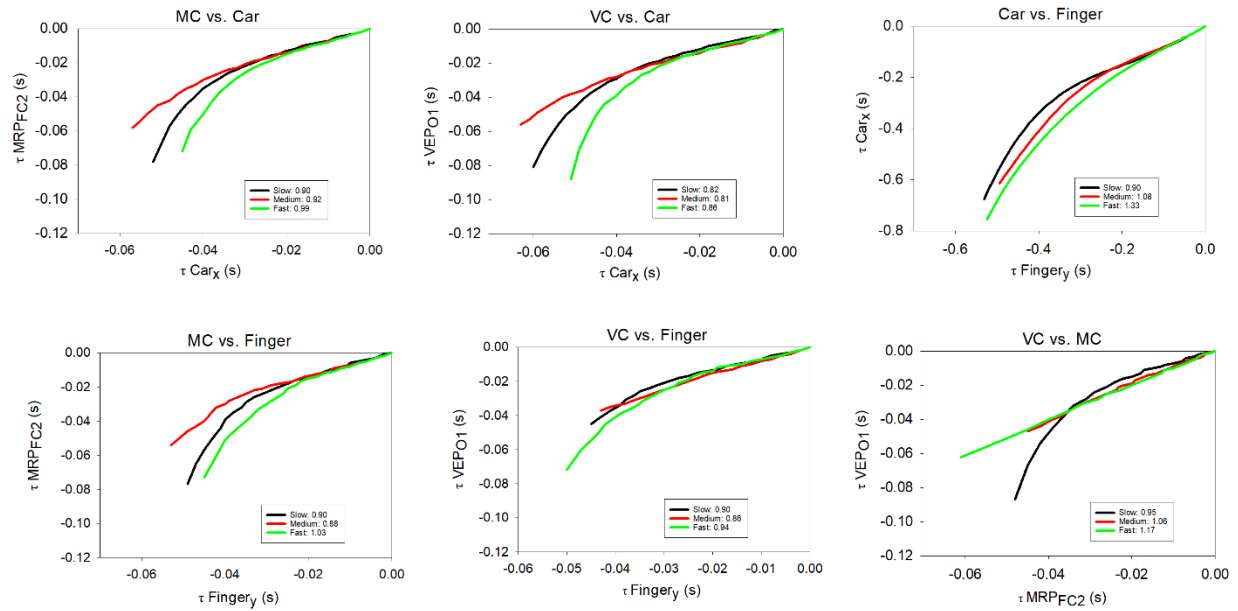 MC vs. Car
0.00
-0.02
-0.04
-0.06
-0.08
-0.10
-0.12
τ MRPFC2 (s)
Slow: 0.90
Medium: 0.92
Fast: 0.99
-0.06 -0.04 -0.02 0.00
τ Carx (s)
VC vs. Car
0.00
-0.02
-0.04
-0.06
-0.08
-0.10
-0.12
τ VEPO1 (s)
Slow: 0.82
Medium: 0.81
Fast: 0.86
-0.06 -0.04 -0.02 0.00
τ Carx (s)
Car vs. Finger
0.0
-0.2
-0.4
-0.6
-0.8
τ Carx (s)
Slow: 0.90
Medium: 1.08
Fast: 1.33
-0.6 -0.4 -0.2 0.0
τ Fingery (s)
MC vs. Finger
0.00
-0.02
-0.04
-0.06
-0.08
-0.10
-0.12
τ MRPFC2 (s)
Slow: 0.90
Medium: 0.88
Fast: 1.03
-0.06 -0.04 -0.02 0.00
τ Fingery (s)
VC vs. Finger
0.00
-0.02
-0.04
-0.06
-0.08
-0.10
-0.12
τ VEPO1 (s)
Slow: 0.90
Medium: 0.86
Fast: 0.94
-0.06 -0.05 -0.04 -0.03 -0.02 -0.01 0.00
τ Fingery (s)
VC vs. MC
0.00
-0.02
-0.04
-0.06
-0.08
-0.10
-0.12
τ VEPO1 (s)
Slow: 0.95
Medium: 1.06
Fast: 1.17
-0.06 -0.04 -0.02 0.00
τ MRPFC2 (s)